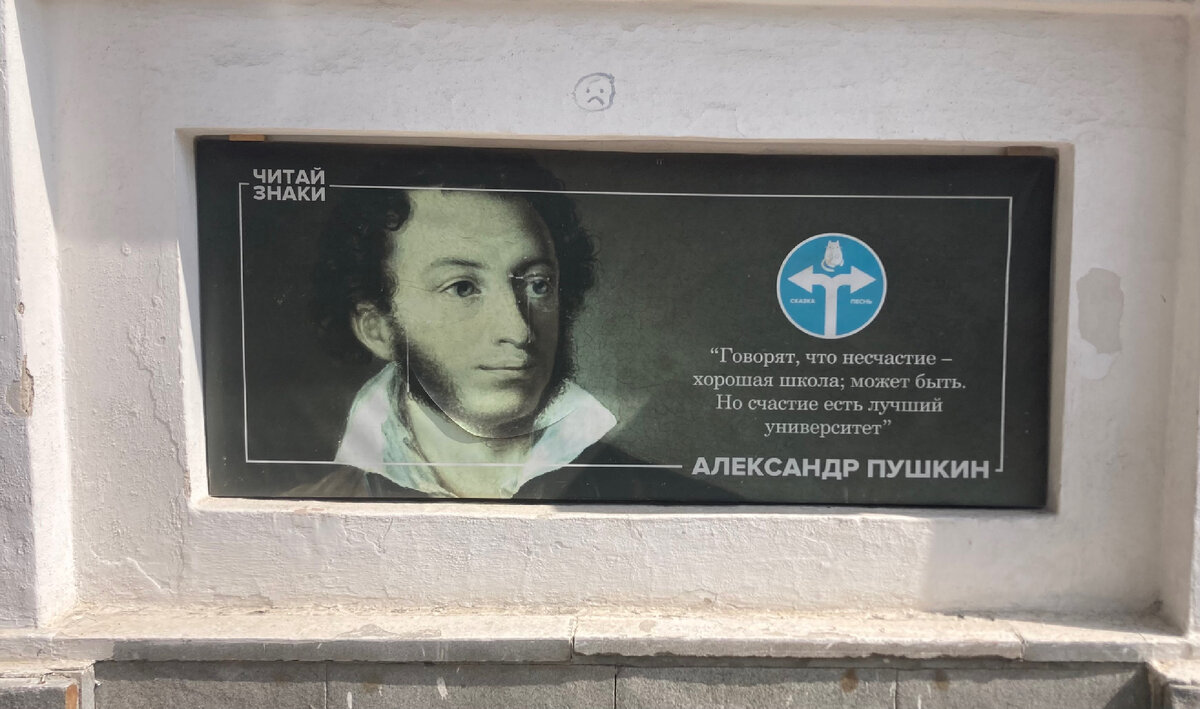 ЧИТАЙ
ЗНАКИ
СКАЗКА
ПЕСНЬ
“Говорят, что несчастие –
хорошая школа; может быть.
Но счастие есть лучший
университет”
АЛЕКСАНДР ПУШКИН